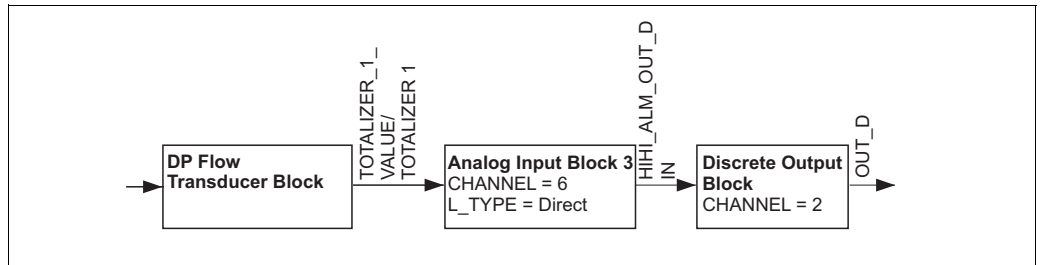 DP Flow
Transducer Block
TOTALIZER_1_
VALUE/
TOTALIZER 1
Analog Input Block 3
CHANNEL = 6
L_TYPE = Direct
HIHI_ALM_OUT_D
IN
Discrete Output
Block
CHANNEL = 2
OUT_D